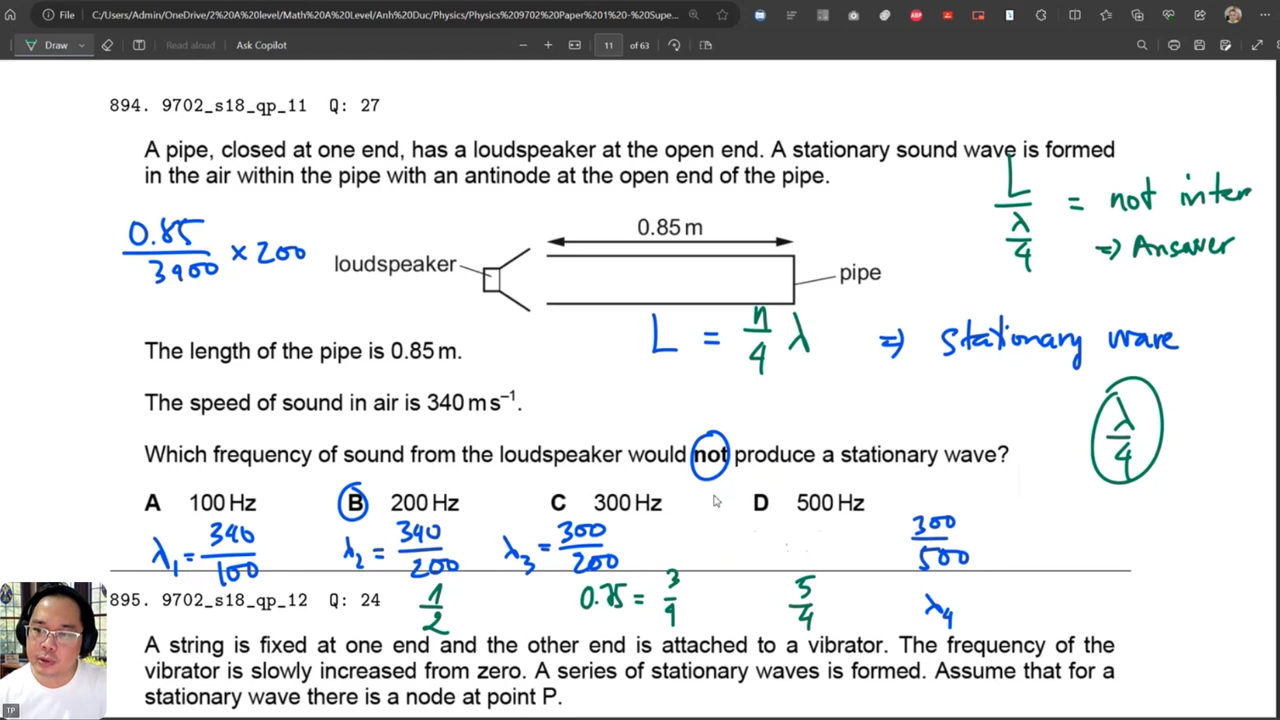 File C:/Users/Admin/OneDrive/2%20A%20level/Math%20A%20Level/Anh%20Duc/Physics/Physics%209702%20Paper%201%20-%20Supe...
Draw Read aloud Ask Copilot 11 of 63
894. 9702_s18_qp_11 Q: 27
A pipe, closed at one end, has a loudspeaker at the open end. A stationary sound wave is formed
in the air within the pipe with an antinode at the open end of the pipe.
L / (λ/4) = not inter
=> Answer
0.85 / 3400 × 200
0.85 m
loudspeaker
pipe
L = n/4 λ => stationary wave
The length of the pipe is 0.85 m.
The speed of sound in air is 340 m s⁻¹.
λ/4
Which frequency of sound from the loudspeaker would not produce a stationary wave?
A 100 Hz B 200 Hz C 300 Hz D 500 Hz
λ₁ = 340/100 λ₂ = 340/200 λ₃ = 300/200 300/500
1/2 0.75 = 3/4 5/4 λ₄
895. 9702_s18_qp_12 Q: 24
A string is fixed at one end and the other end is attached to a vibrator. The frequency of the
vibrator is slowly increased from zero. A series of stationary waves is formed. Assume that for a
stationary wave there is a node at point P.
TP